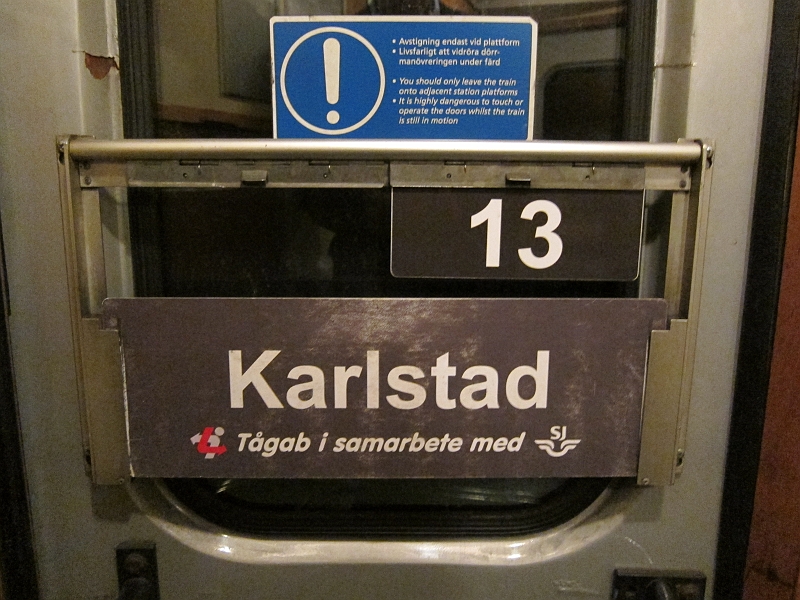 • Avstigning endast vid plattform
• Livsfarligt att vidröra dörr-
manövreringen under färd
• You should only leave the train
onto adjacent station platforms
• It is highly dangerous to touch or
operate the doors whilst the train
is still in motion
13
Karlstad
Tågab i samarbete med SJ